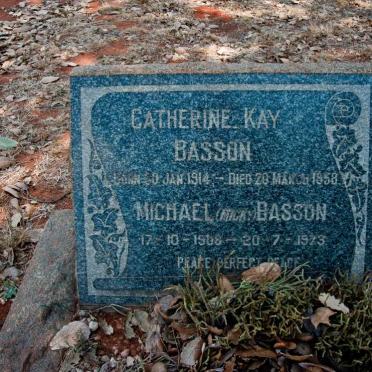 CATHERINE KAY
BASSON
BORN 20 JAN 1914 - DIED 20 MARCH 1958
MICHAEL (MICK) BASSON
17-10-1908 - 20-7-1973
PEACE PERFECT PEACE